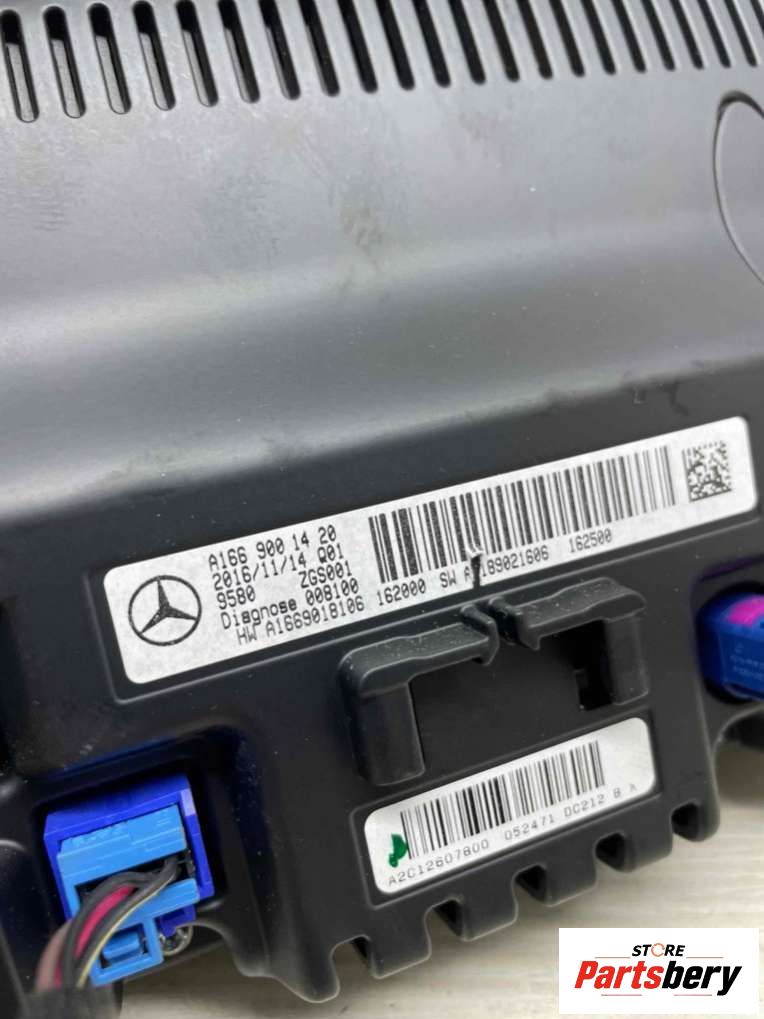 A166 900 14 20
2016/11/14 Q01
9580 ZGS001
Diagnose 008100
HW A1669018106 162000 SW A 189021606 162500
A2C12607800 052471 DC212 B A
STORE
Partsbery